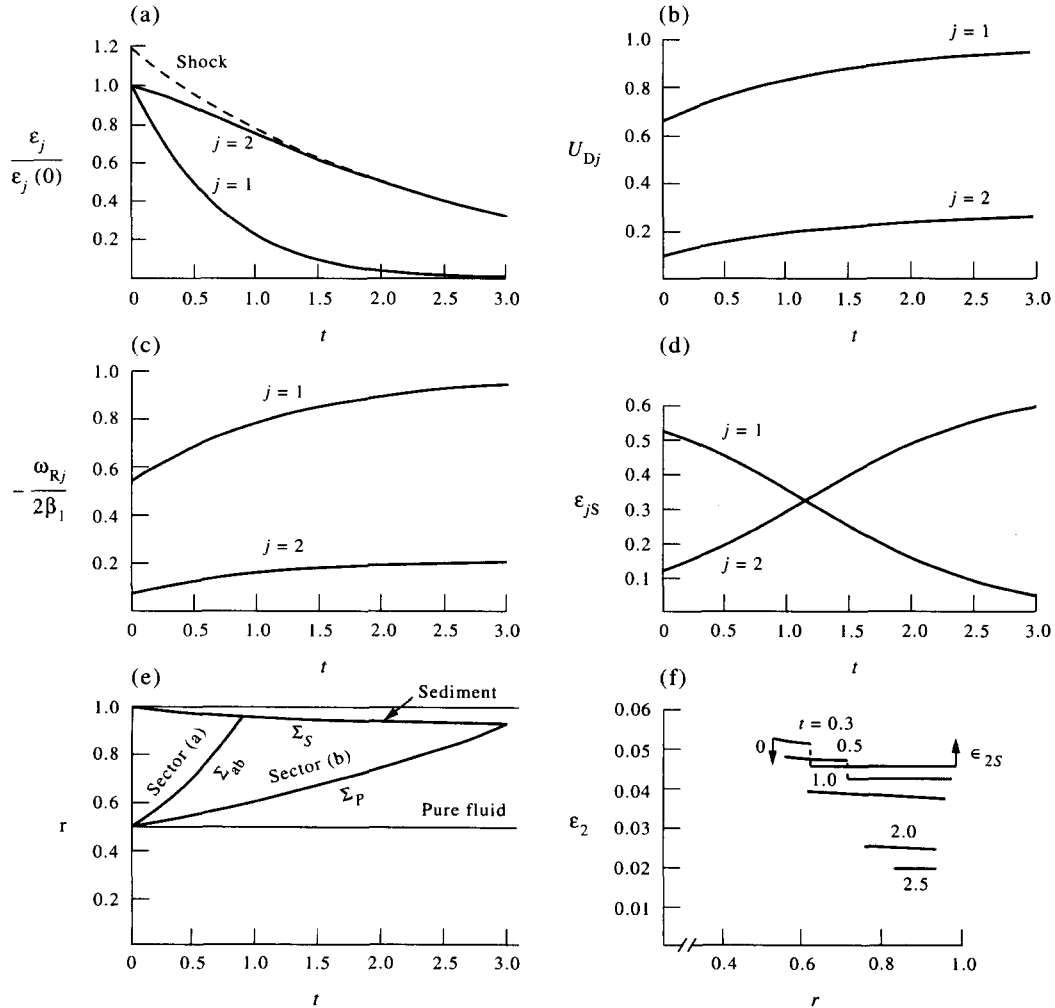 (a)
1.2
1.0
0.8
0.6
0.4
0.2
Shock
j = 2
j = 1
ε_j / ε_j (0)
0 0.5 1.0 1.5 2.0 2.5 3.0
t
(b)
1.0
0.8
0.6
0.4
0.2
j = 1
j = 2
U_Dj
0 0.5 1.0 1.5 2.0 2.5 3.0
t
(c)
1.0
0.8
0.6
0.4
0.2
j = 1
j = 2
− ω_Rj / 2β_1
0 0.5 1.0 1.5 2.0 2.5 3.0
t
(d)
0.6
0.5
0.4
0.3
0.2
0.1
j = 1
j = 2
ε_jS
0 0.5 1.0 1.5 2.0 2.5 3.0
t
(e)
1.0
0.8
0.6
0.4
0.2
Sediment
Σ_S
Sector (a)
Σ_ab
Sector (b)
Σ_P
Pure fluid
r
0 0.5 1.0 1.5 2.0 2.5 3.0
t
(f)
0.06
0.05
0.04
0.03
0.02
0.01
t = 0.3
0
0.5
ϵ_2S
1.0
2.0
2.5
ε_2
0.4 0.6 0.8 1.0
r